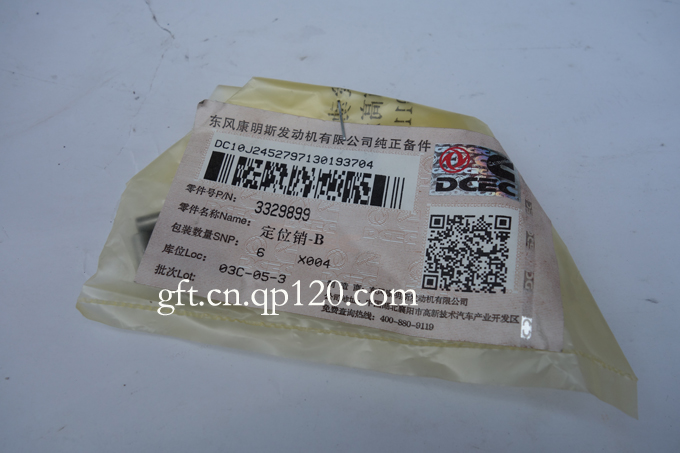 东风康明斯发动机有限公司纯正备件
DC10J2452797130193704
DCEC
零件号P/N: 3329899
零件名称Name: 定位销-B
包装数量SNP: 6 X004
库位Loc:
批次Lot: 03C-05-3
发动机有限公司
襄阳市高新技术汽车产业开发区
免费查询热线: 400-880-9119
DCEC
gft.cn.qp120.com/